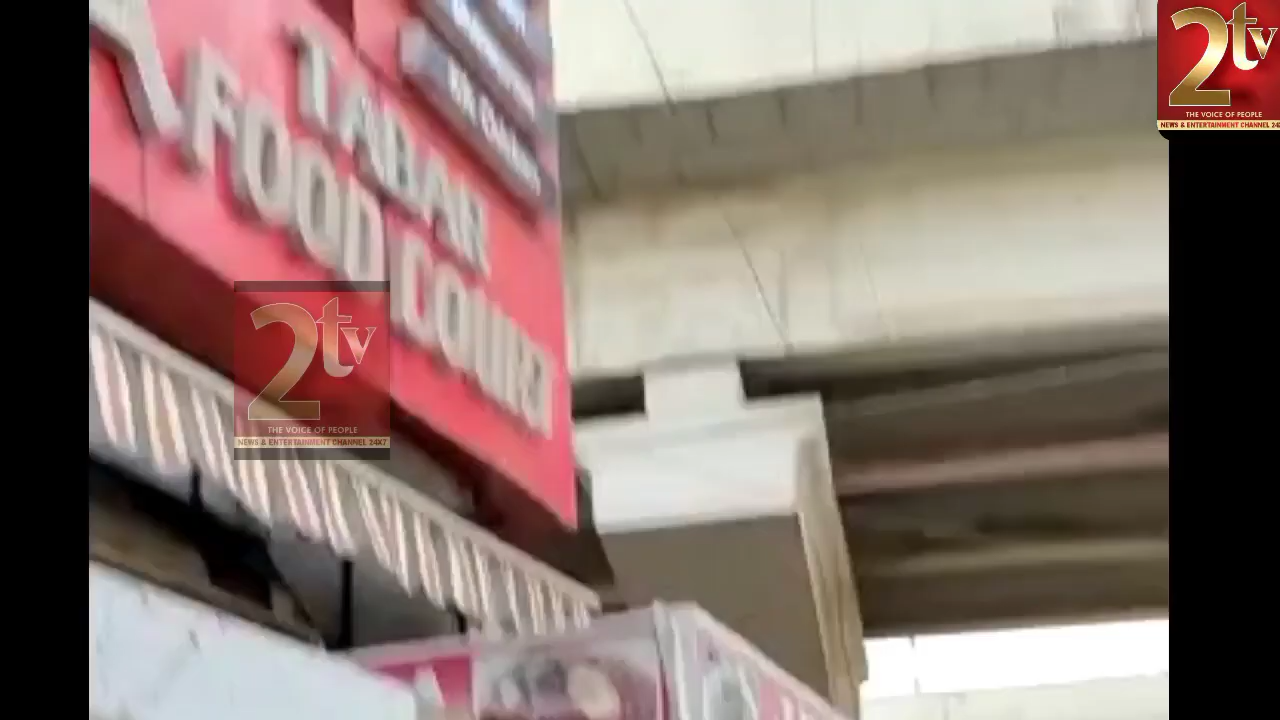 TABAR
FOOD COURT
2tv
THE VOICE OF PEOPLE
NEWS & ENTERTAINMENT CHANNEL 24X7
2tv
THE VOICE OF PEOPLE
NEWS & ENTERTAINMENT CHANNEL 24